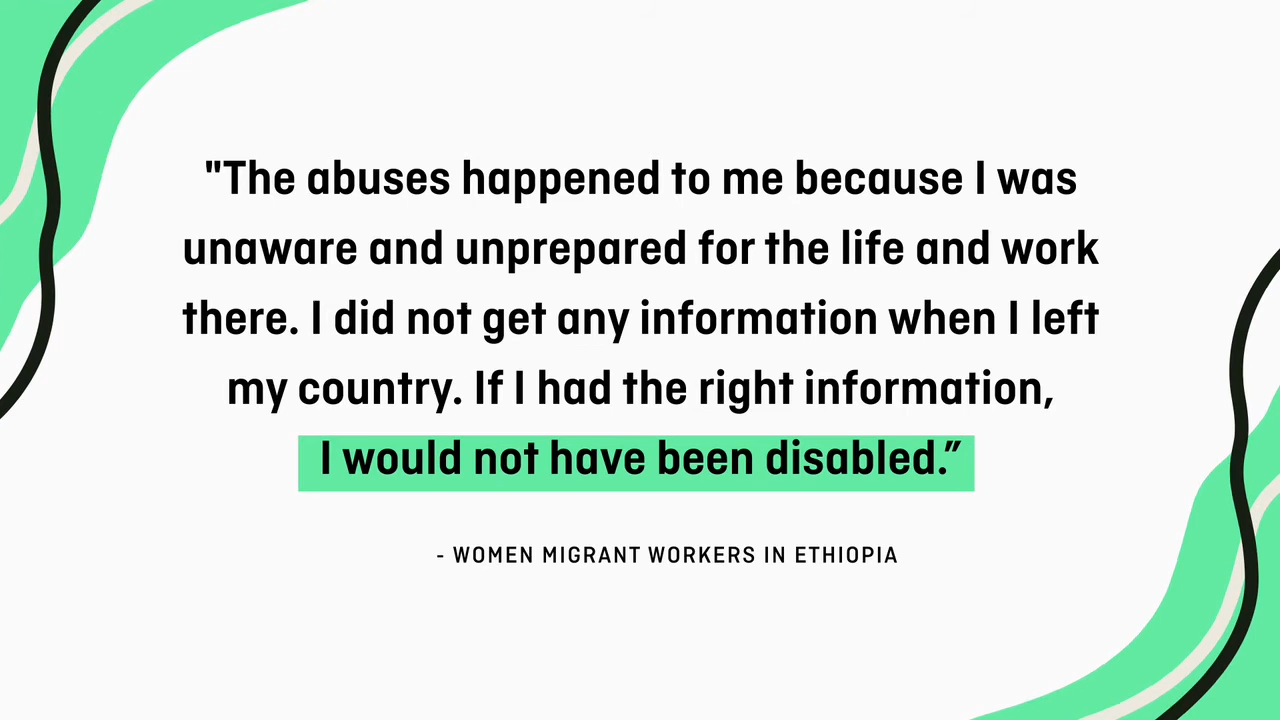 "The abuses happened to me because I was
unaware and unprepared for the life and work
there. I did not get any information when I left
my country. If I had the right information,
I would not have been disabled.”
- WOMEN MIGRANT WORKERS IN ETHIOPIA